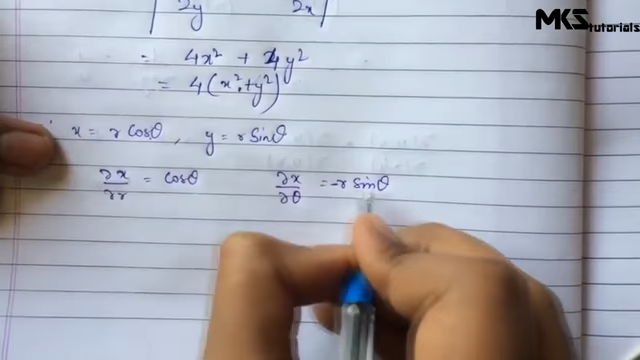 MKS tutorials
| 2y 2x |
= 4x² + 4y²
= 4(x²+y²)
x = r Cosθ, y = r Sinθ
∂x/∂r = cosθ ∂x/∂θ = -r sinθ